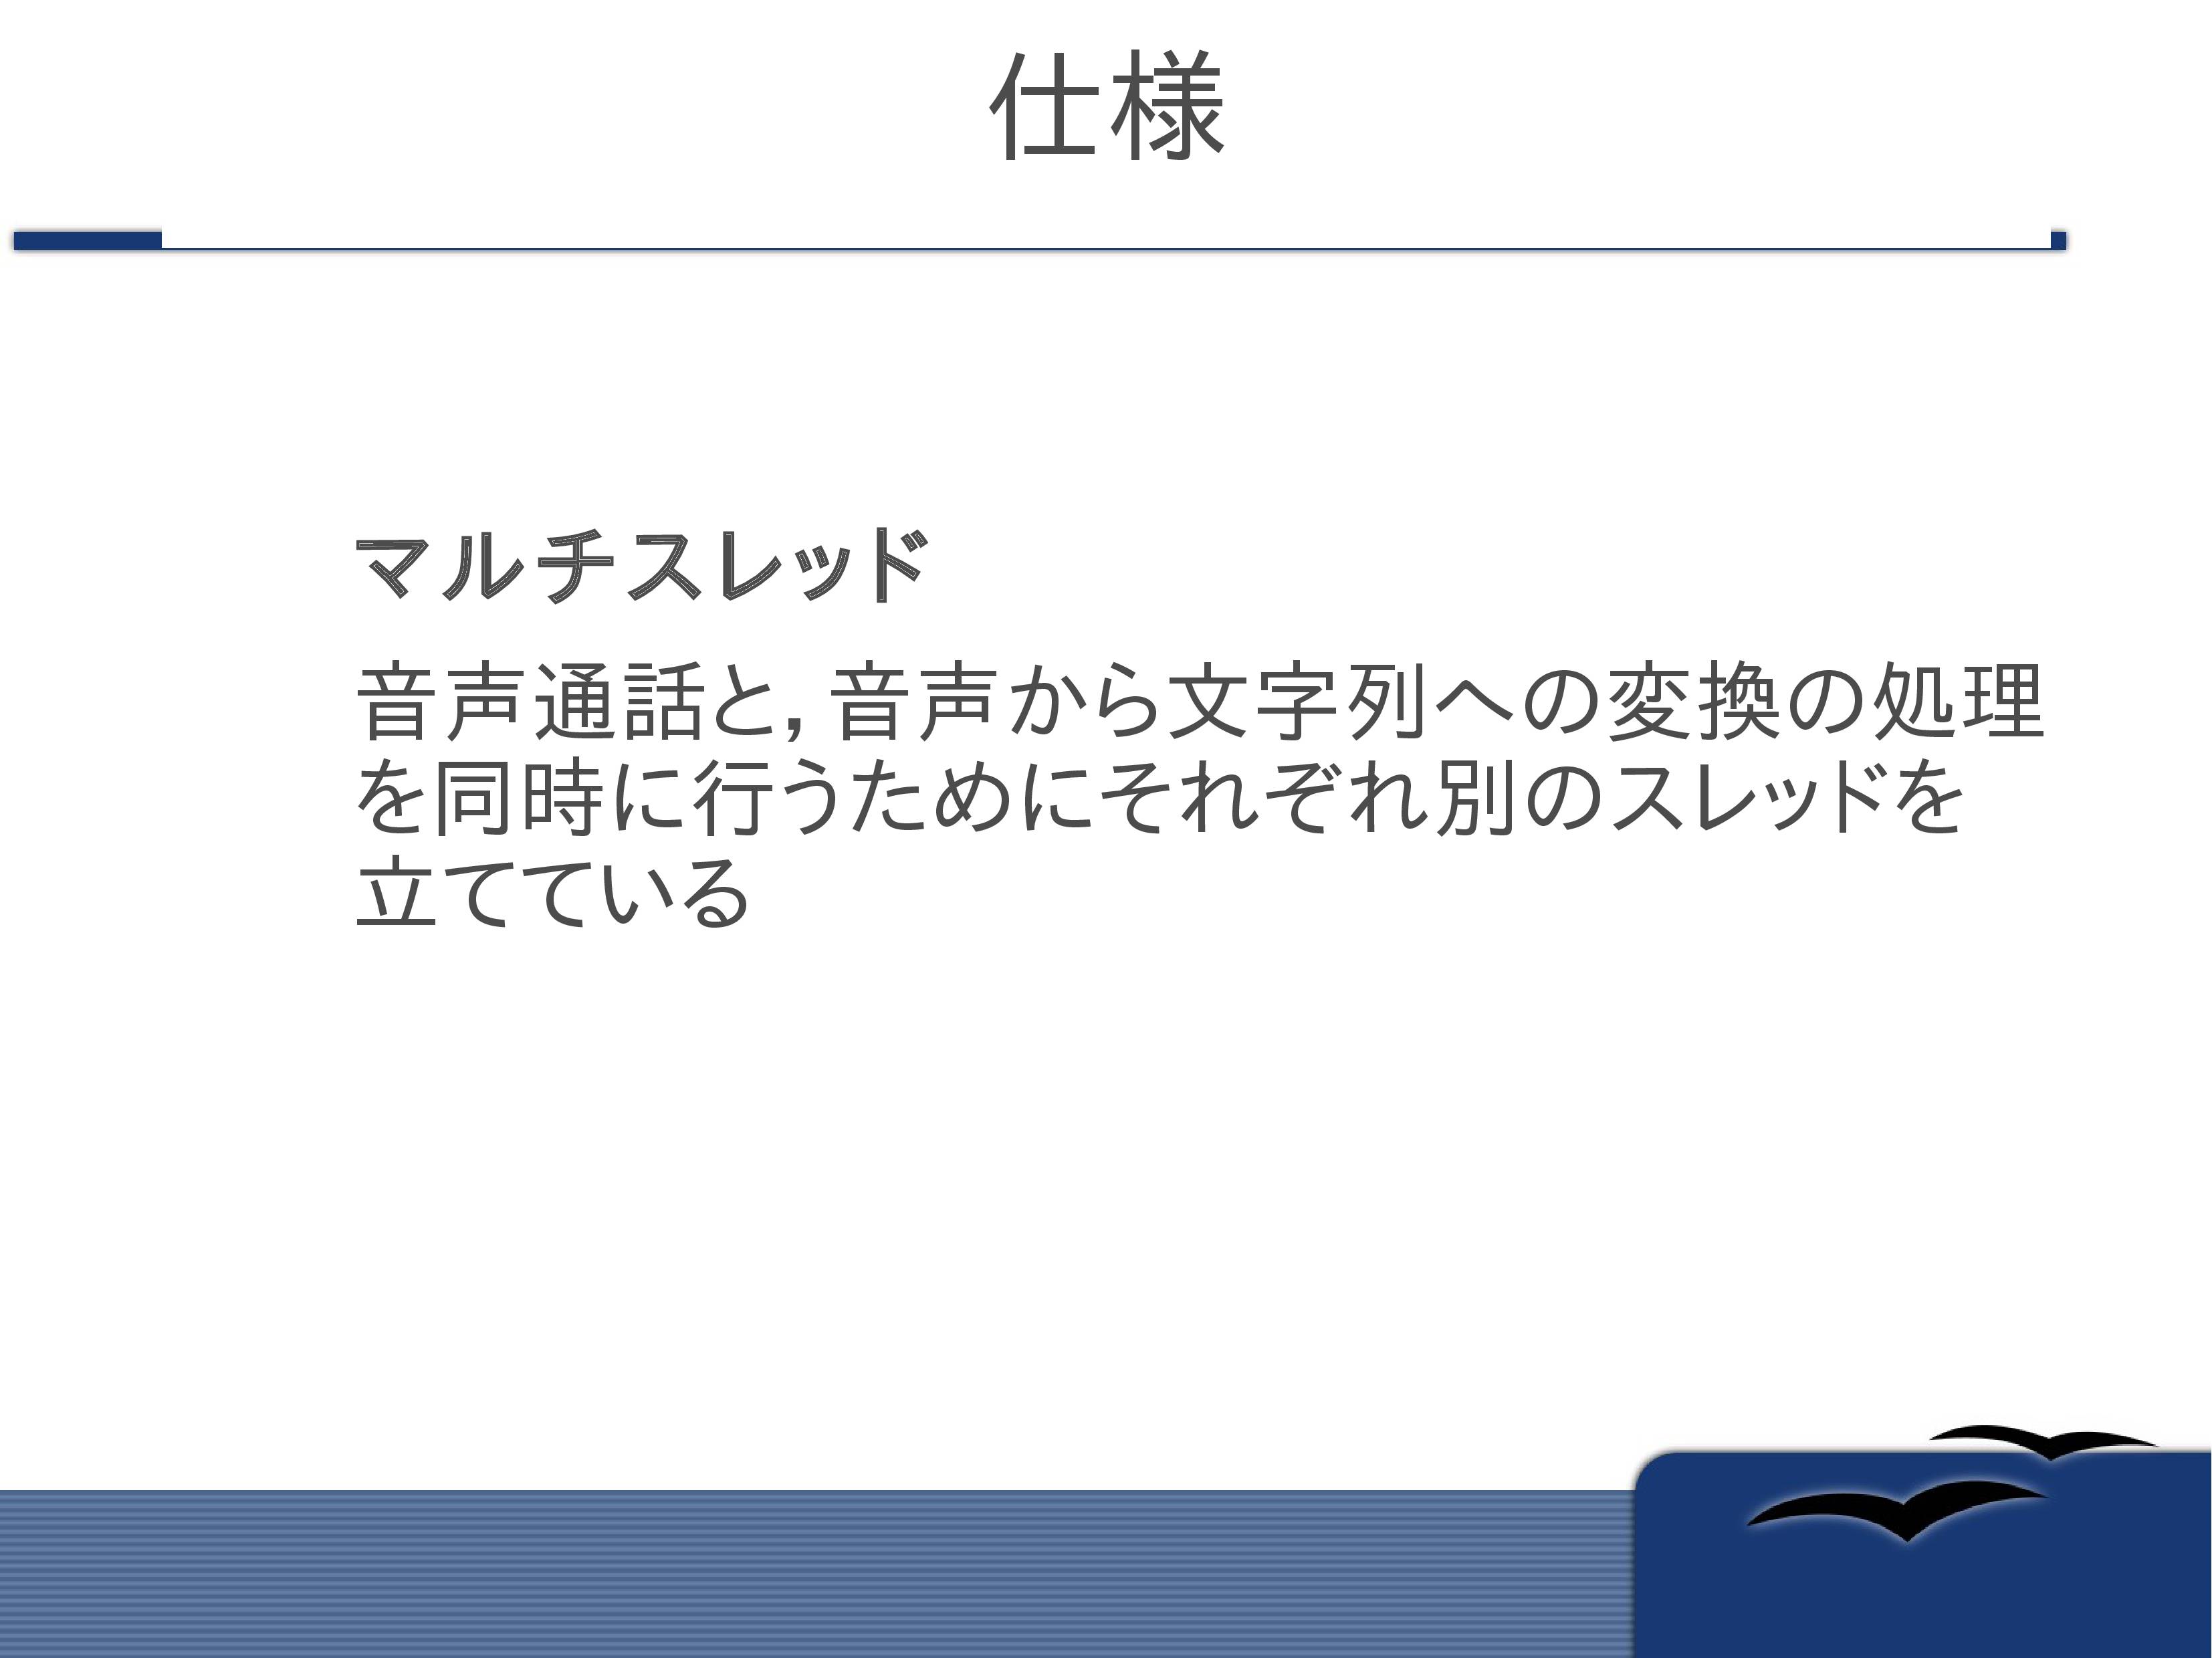 仕様
マルチスレッド
音声通話と, 音声から文字列への変換の処理
を同時に行うためにそれぞれ別のスレッドを
立てている